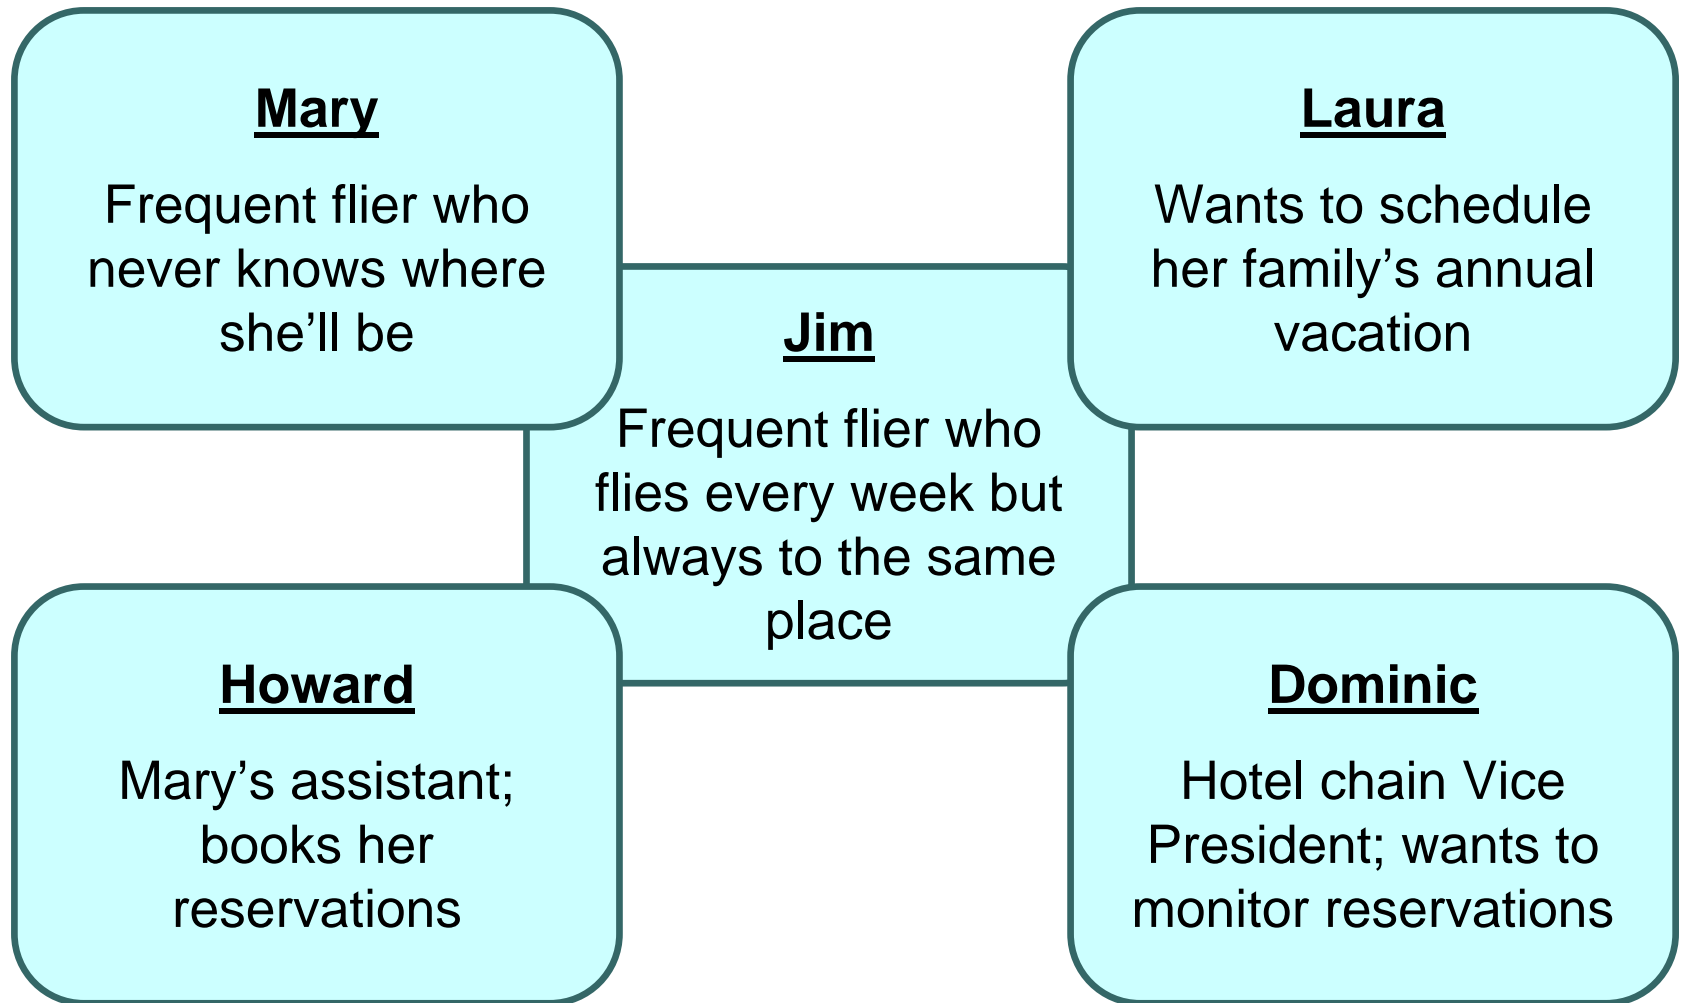 Mary
Frequent flier who
never knows where
she’ll be
Laura
Wants to schedule
her family’s annual
vacation
Jim
Frequent flier who
flies every week but
always to the same
place
Howard
Mary’s assistant;
books her
reservations
Dominic
Hotel chain Vice
President; wants to
monitor reservations